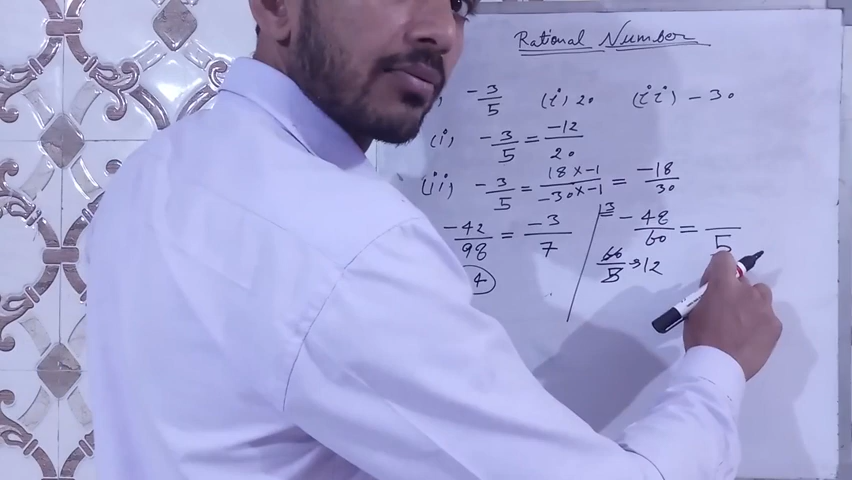 Rational Number
) -3/5 (i) 20 (ii) -30
(i) -3/5 = -12/20
(ii) -3/5 = 18×-1/-30×-1 = -18/30
-42/98 = -3/7
4
3 -48/60 = /5
60/5 → 12